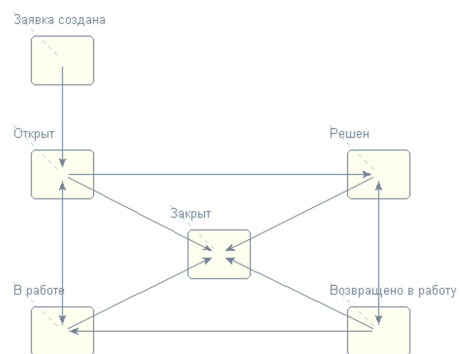 Заявка создана
Открыт
Решен
Закрыт
В работе
Возвращено в работу